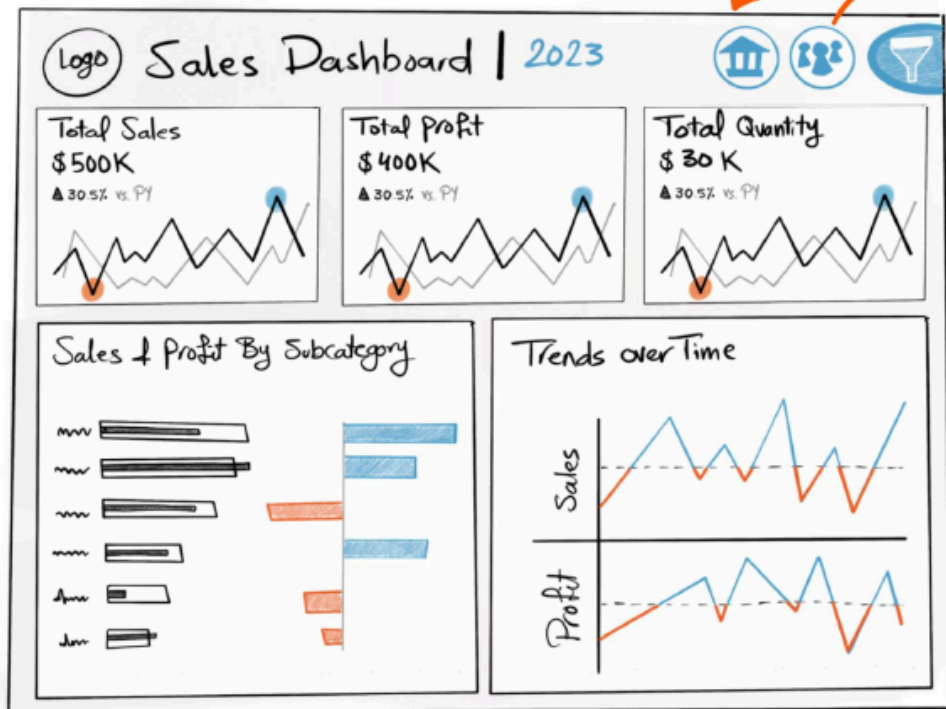 Logo
Sales Dashboard | 2023
Total Sales
$500K
▲ 30.5% vs. PY
Total Profit
$400K
▲ 30.5% vs. PY
Total Quantity
$30K
▲ 30.5% vs. PY
Sales & Profit By Subcategory
Trends over Time
Sales
Profit